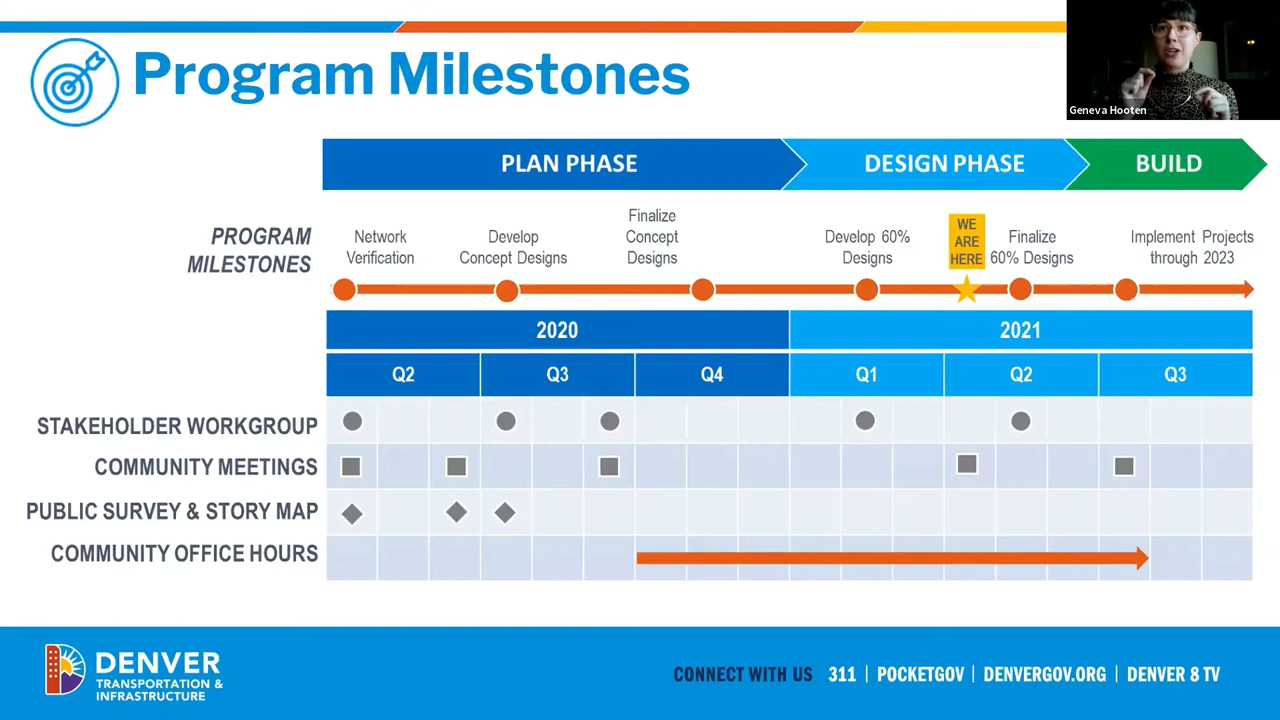 Program Milestones
Geneva Hooten
PLAN PHASE
DESIGN PHASE
BUILD
PROGRAM
MILESTONES
Network
Verification
Develop
Concept Designs
Finalize
Concept
Designs
Develop 60%
Designs
WE
ARE
HERE
Finalize
60% Designs
Implement Projects
through 2023
2020
2021
Q2
Q3
Q4
Q1
Q2
Q3
STAKEHOLDER WORKGROUP
COMMUNITY MEETINGS
PUBLIC SURVEY & STORY MAP
COMMUNITY OFFICE HOURS
DENVER
TRANSPORTATION &
INFRASTRUCTURE
CONNECT WITH US 311 | POCKETGOV | DENVERGOV.ORG | DENVER 8 TV